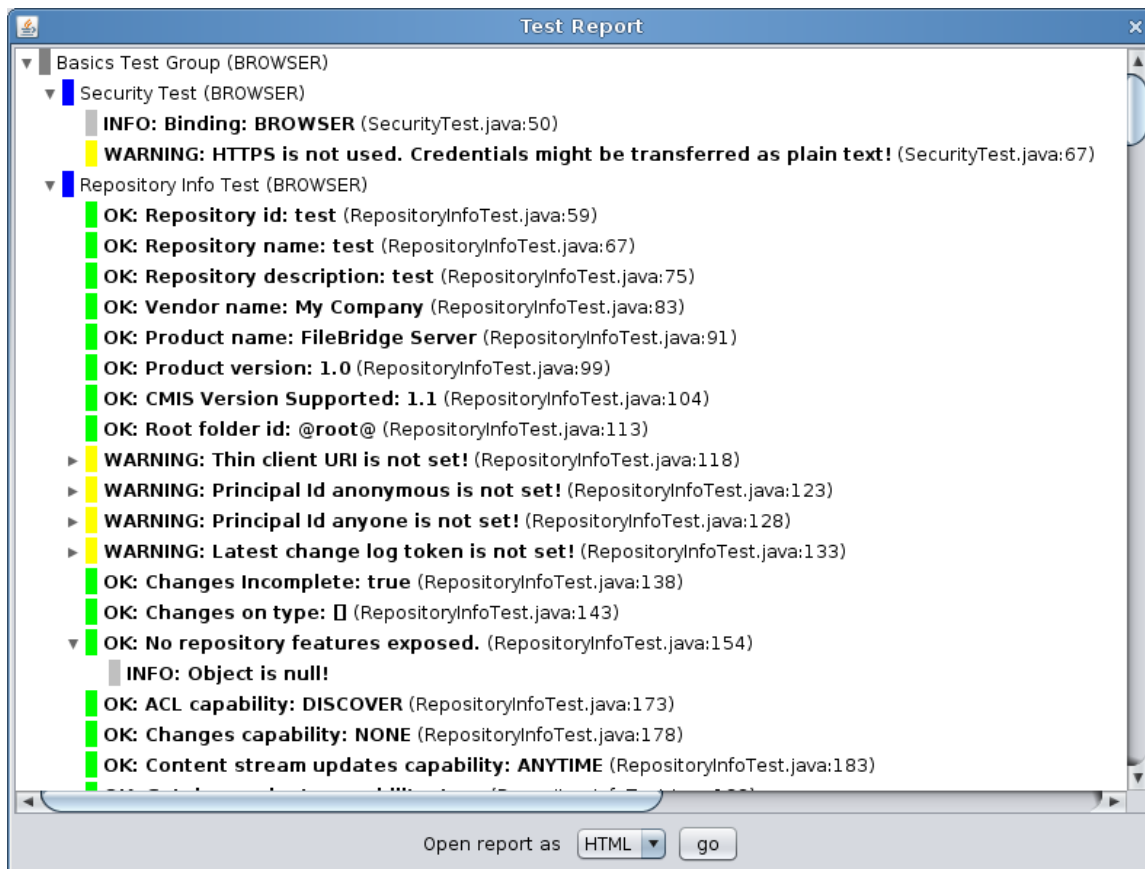 Test Report
Basics Test Group (BROWSER)
Security Test (BROWSER)
INFO: Binding: BROWSER (SecurityTest.java:50)
WARNING: HTTPS is not used. Credentials might be transferred as plain text! (SecurityTest.java:67)
Repository Info Test (BROWSER)
OK: Repository id: test (RepositoryInfoTest.java:59)
OK: Repository name: test (RepositoryInfoTest.java:67)
OK: Repository description: test (RepositoryInfoTest.java:75)
OK: Vendor name: My Company (RepositoryInfoTest.java:83)
OK: Product name: FileBridge Server (RepositoryInfoTest.java:91)
OK: Product version: 1.0 (RepositoryInfoTest.java:99)
OK: CMIS Version Supported: 1.1 (RepositoryInfoTest.java:104)
OK: Root folder id: @root@ (RepositoryInfoTest.java:113)
WARNING: Thin client URI is not set! (RepositoryInfoTest.java:118)
WARNING: Principal Id anonymous is not set! (RepositoryInfoTest.java:123)
WARNING: Principal Id anyone is not set! (RepositoryInfoTest.java:128)
WARNING: Latest change log token is not set! (RepositoryInfoTest.java:133)
OK: Changes Incomplete: true (RepositoryInfoTest.java:138)
OK: Changes on type: [] (RepositoryInfoTest.java:143)
OK: No repository features exposed. (RepositoryInfoTest.java:154)
INFO: Object is null!
OK: ACL capability: DISCOVER (RepositoryInfoTest.java:173)
OK: Changes capability: NONE (RepositoryInfoTest.java:178)
OK: Content stream updates capability: ANYTIME (RepositoryInfoTest.java:183)
Open report as HTML go